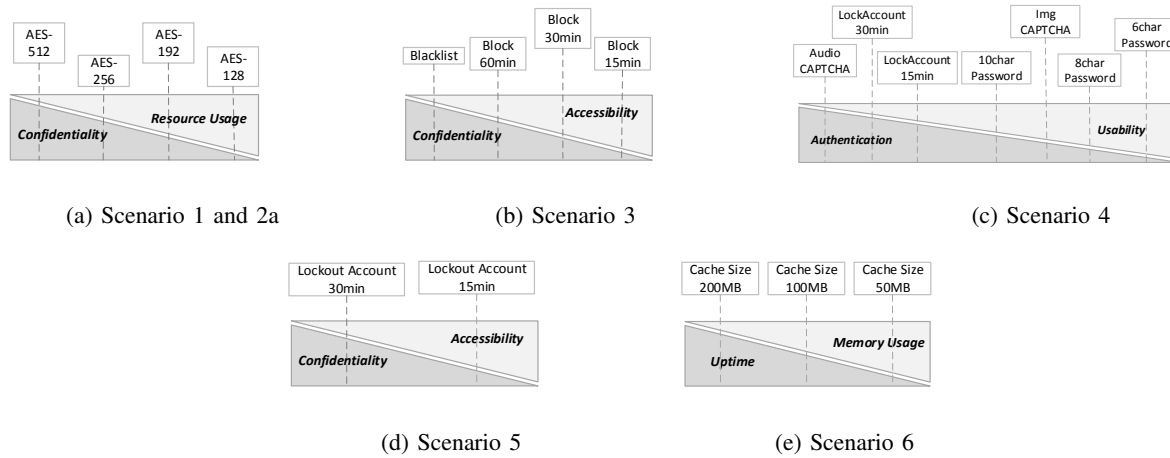 AES-
512
AES-
256
AES-
192
AES-
128
Resource Usage
Confidentiality
(a) Scenario 1 and 2a
Blacklist
Block
60min
Block
30min
Block
15min
Accessibility
Confidentiality
(b) Scenario 3
Audio
CAPTCHA
LockAccount
30min
LockAccount
15min
10char
Password
Img
CAPTCHA
8char
Password
6char
Password
Usability
Authentication
(c) Scenario 4
Lockout Account
30min
Lockout Account
15min
Accessibility
Confidentiality
(d) Scenario 5
Cache Size
200MB
Cache Size
100MB
Cache Size
50MB
Memory Usage
Uptime
(e) Scenario 6